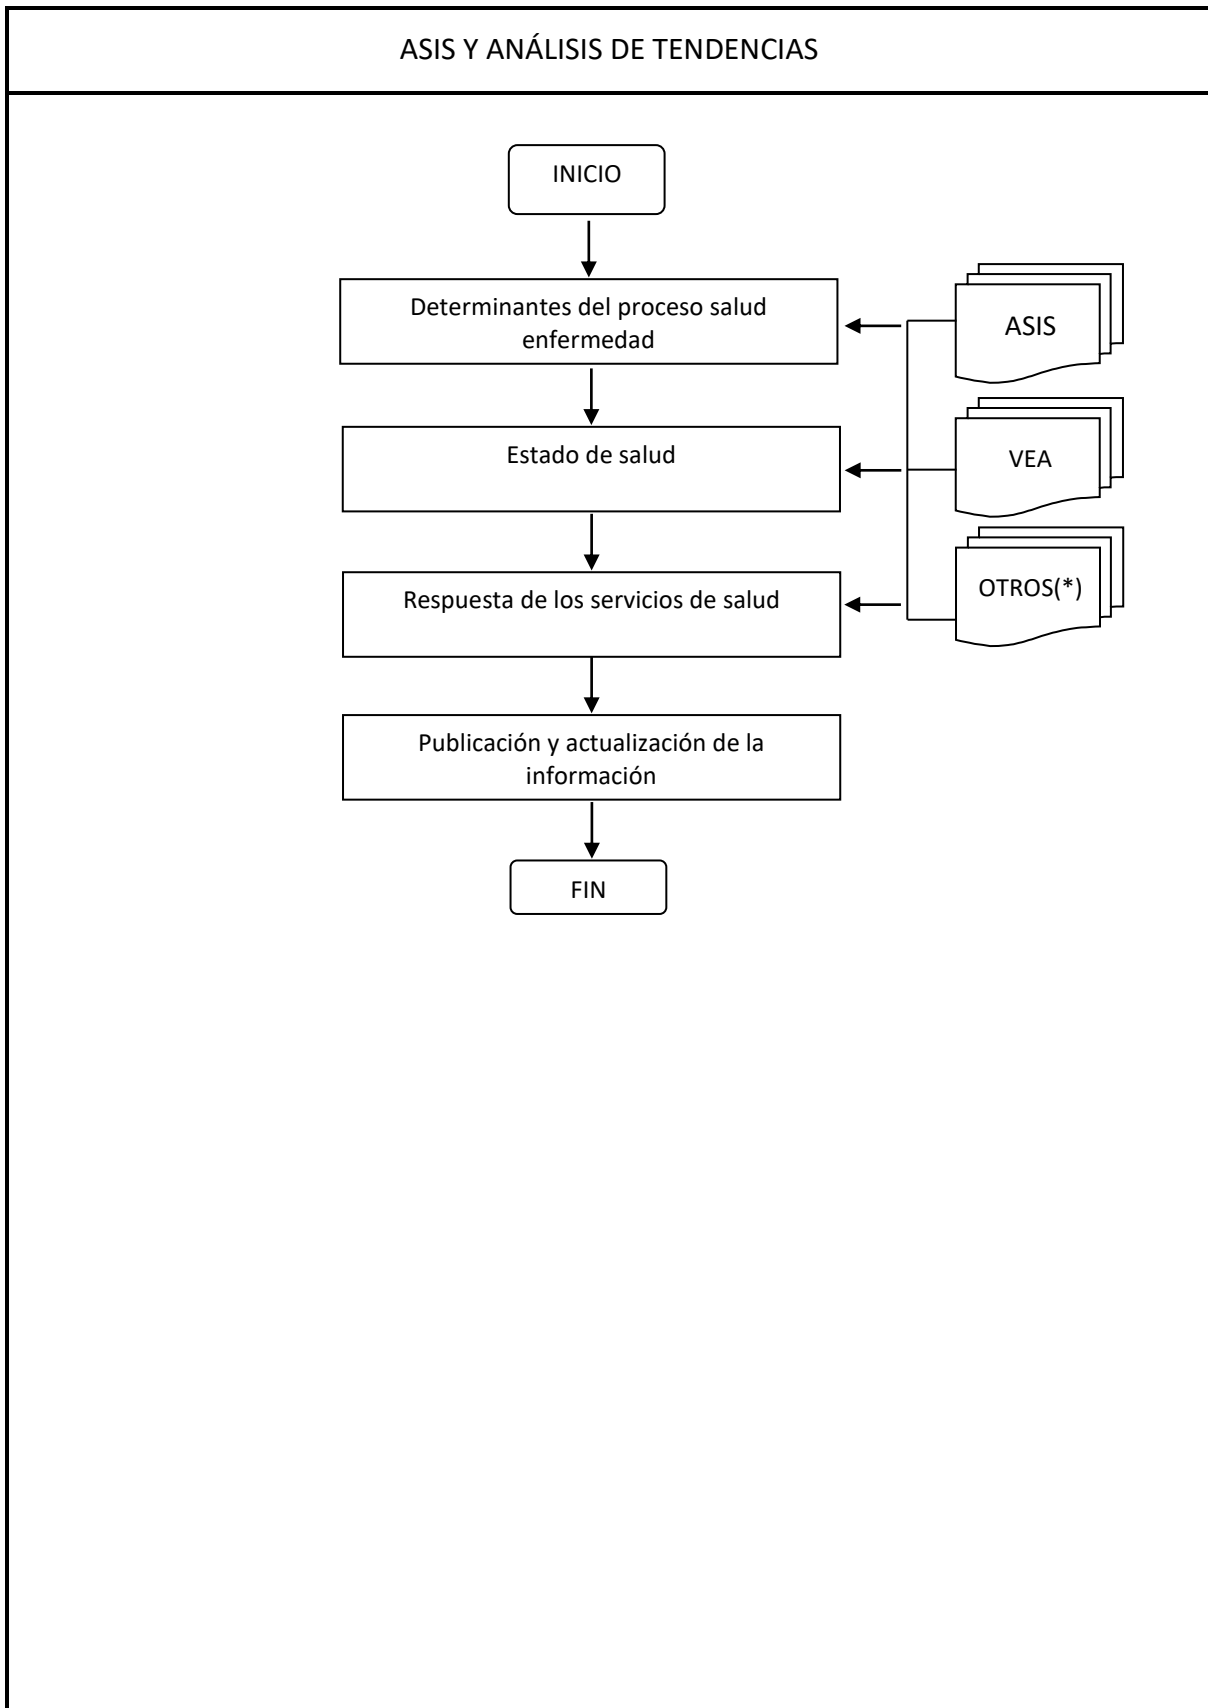 ASIS Y ANÁLISIS DE TENDENCIAS
INICIO
Determinantes del proceso salud
enfermedad
ASIS
Estado de salud
VEA
Respuesta de los servicios de salud
OTROS(*)
Publicación y actualización de la
información
FIN